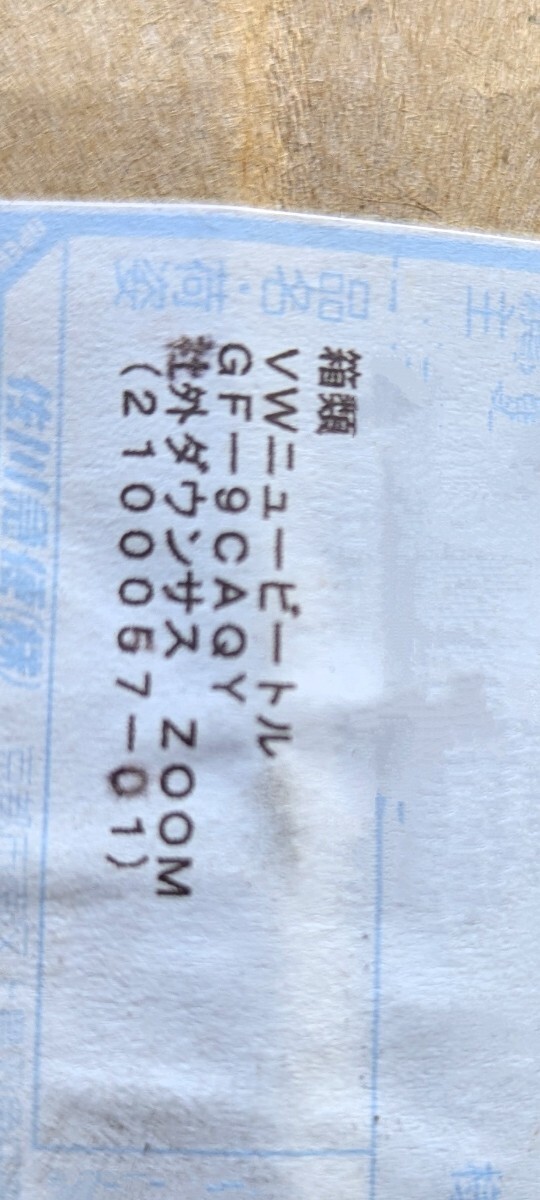 品名・荷姿
箱類
VWニュービートル
GF-9CAQY
社外ダウンサス ZOOM
(210067-01)
佐川急便(株)